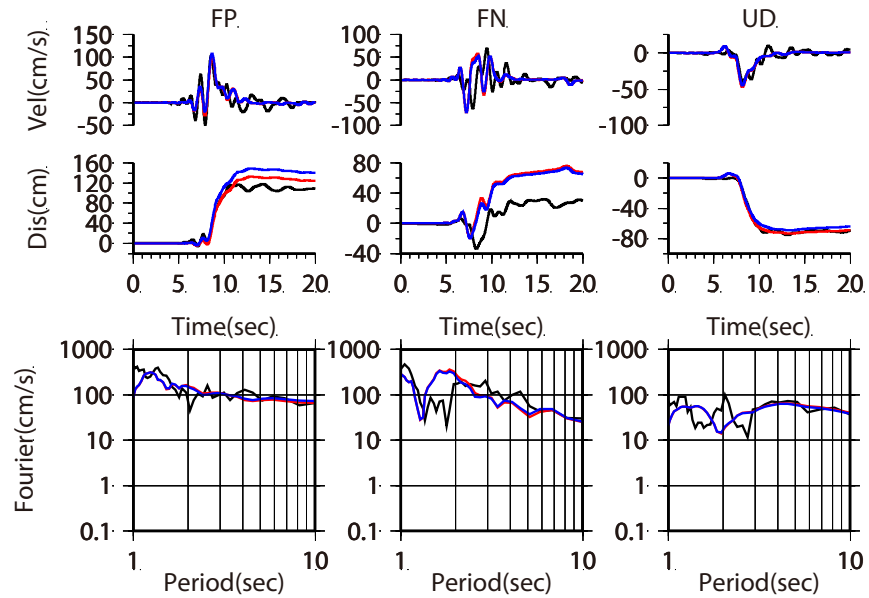 FP. FN. UD.
Vel(cm/s).
150. 100. 50. 0. -50.
100. 50. 0. -50. -100.
0. -50. -100.
Dis(cm).
160. 120. 80. 40. 0.
80. 40. 0. -40.
0. -40. -80.
0. 5. 10. 15. 20. 0. 5. 10. 15. 20. 0. 5. 10. 15. 20.
Time(sec). Time(sec). Time(sec).
Fourier(cm/s).
1000. 100. 10. 1. 0.1.
1000. 100. 10. 1. 0.1.
1000. 100. 10. 1. 0.1.
1. 10. 1. 10. 1. 10.
Period(sec) Period(sec) Period(sec)